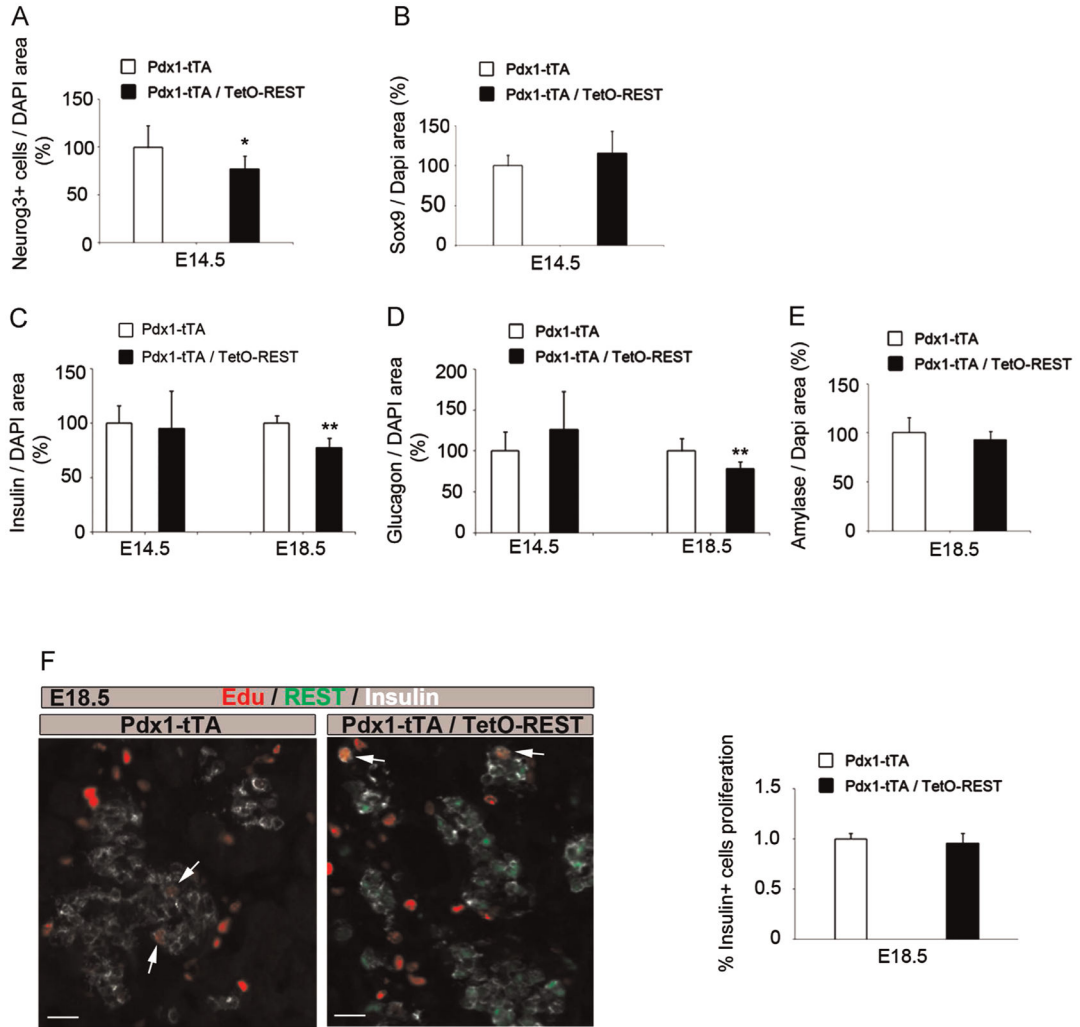 A
Pdx1-tTA
Pdx1-tTA / TetO-REST
Neurog3+ cells / DAPI area
(%)
150
100
50
0
*
E14.5
B
Pdx1-tTA
Pdx1-tTA / TetO-REST
Sox9 / Dapi area (%)
150
100
50
0
E14.5
C
Pdx1-tTA
Pdx1-tTA / TetO-REST
Insulin / DAPI area
(%)
150
100
50
0
**
E14.5
E18.5
D
Pdx1-tTA
Pdx1-tTA / TetO-REST
Glucagon / DAPI area
(%)
200
150
100
50
0
**
E14.5
E18.5
E
Pdx1-tTA
Pdx1-tTA / TetO-REST
Amylase / Dapi area (%)
150
100
50
0
E18.5
F
E18.5 Edu / REST / Insulin
Pdx1-tTA
Pdx1-tTA / TetO-REST
Pdx1-tTA
Pdx1-tTA / TetO-REST
% Insulin+ cells proliferation
1.5
1.0
0.5
0
E18.5